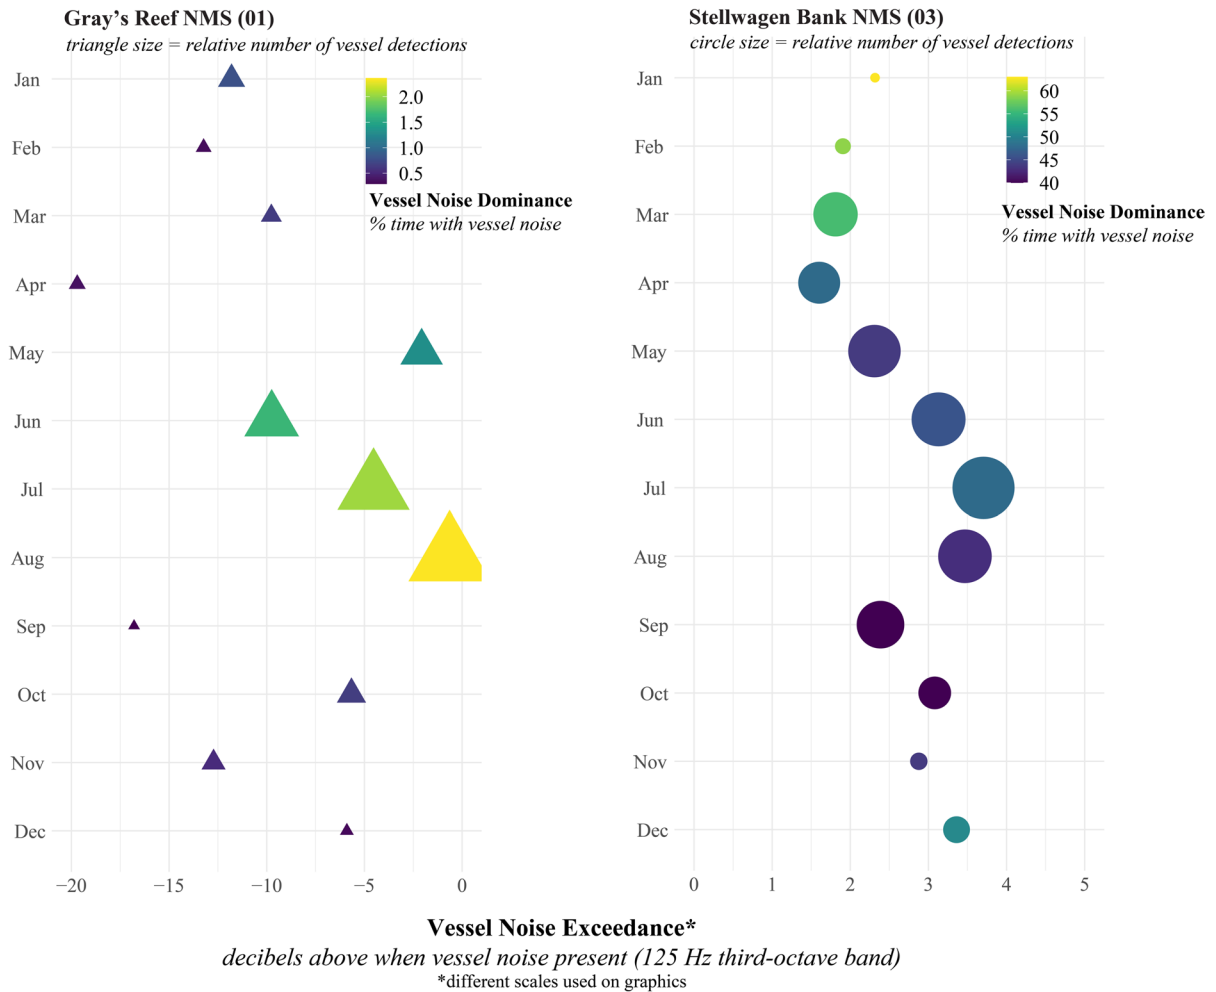 Gray’s Reef NMS (01)
triangle size = relative number of vessel detections
Jan
Feb
Mar
Apr
May
Jun
Jul
Aug
Sep
Oct
Nov
Dec
−20
−15
−10
−5
0
2.0
1.5
1.0
0.5
Vessel Noise Dominance
% time with vessel noise
Stellwagen Bank NMS (03)
circle size = relative number of vessel detections
Jan
Feb
Mar
Apr
May
Jun
Jul
Aug
Sep
Oct
Nov
Dec
0
1
2
3
4
5
60
55
50
45
40
Vessel Noise Dominance
% time with vessel noise
Vessel Noise Exceedance*
decibels above when vessel noise present (125 Hz third-octave band)
*different scales used on graphics